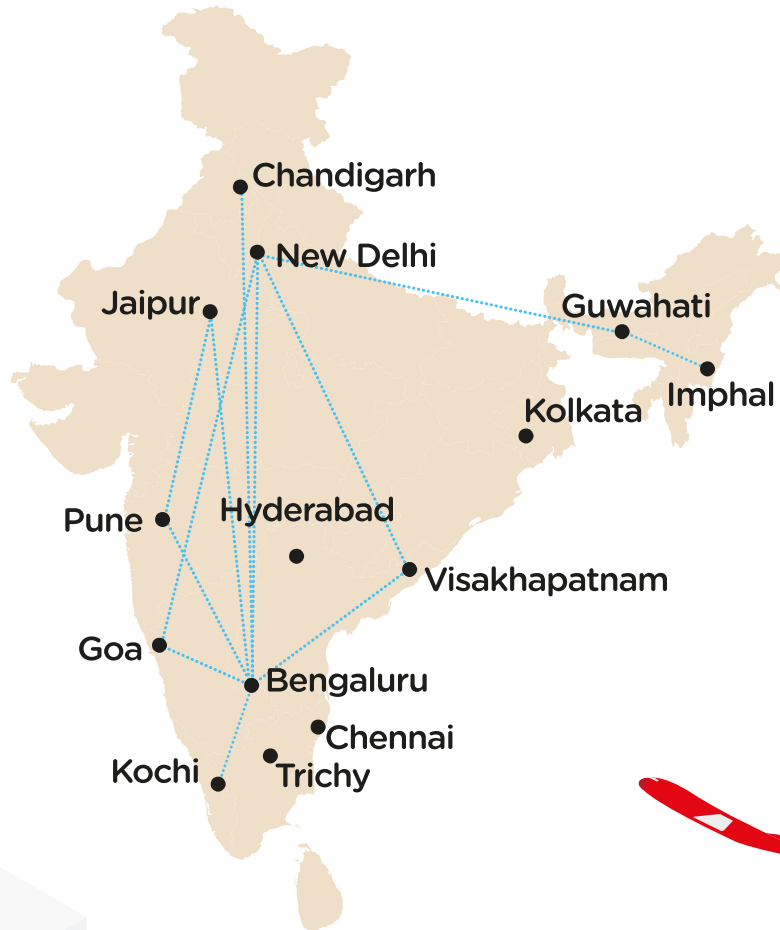 Chandigarh
New Delhi
Jaipur
Guwahati
Imphal
Kolkata
Hyderabad
Pune
Visakhapatnam
Goa
Bengaluru
Chennai
Kochi
Trichy